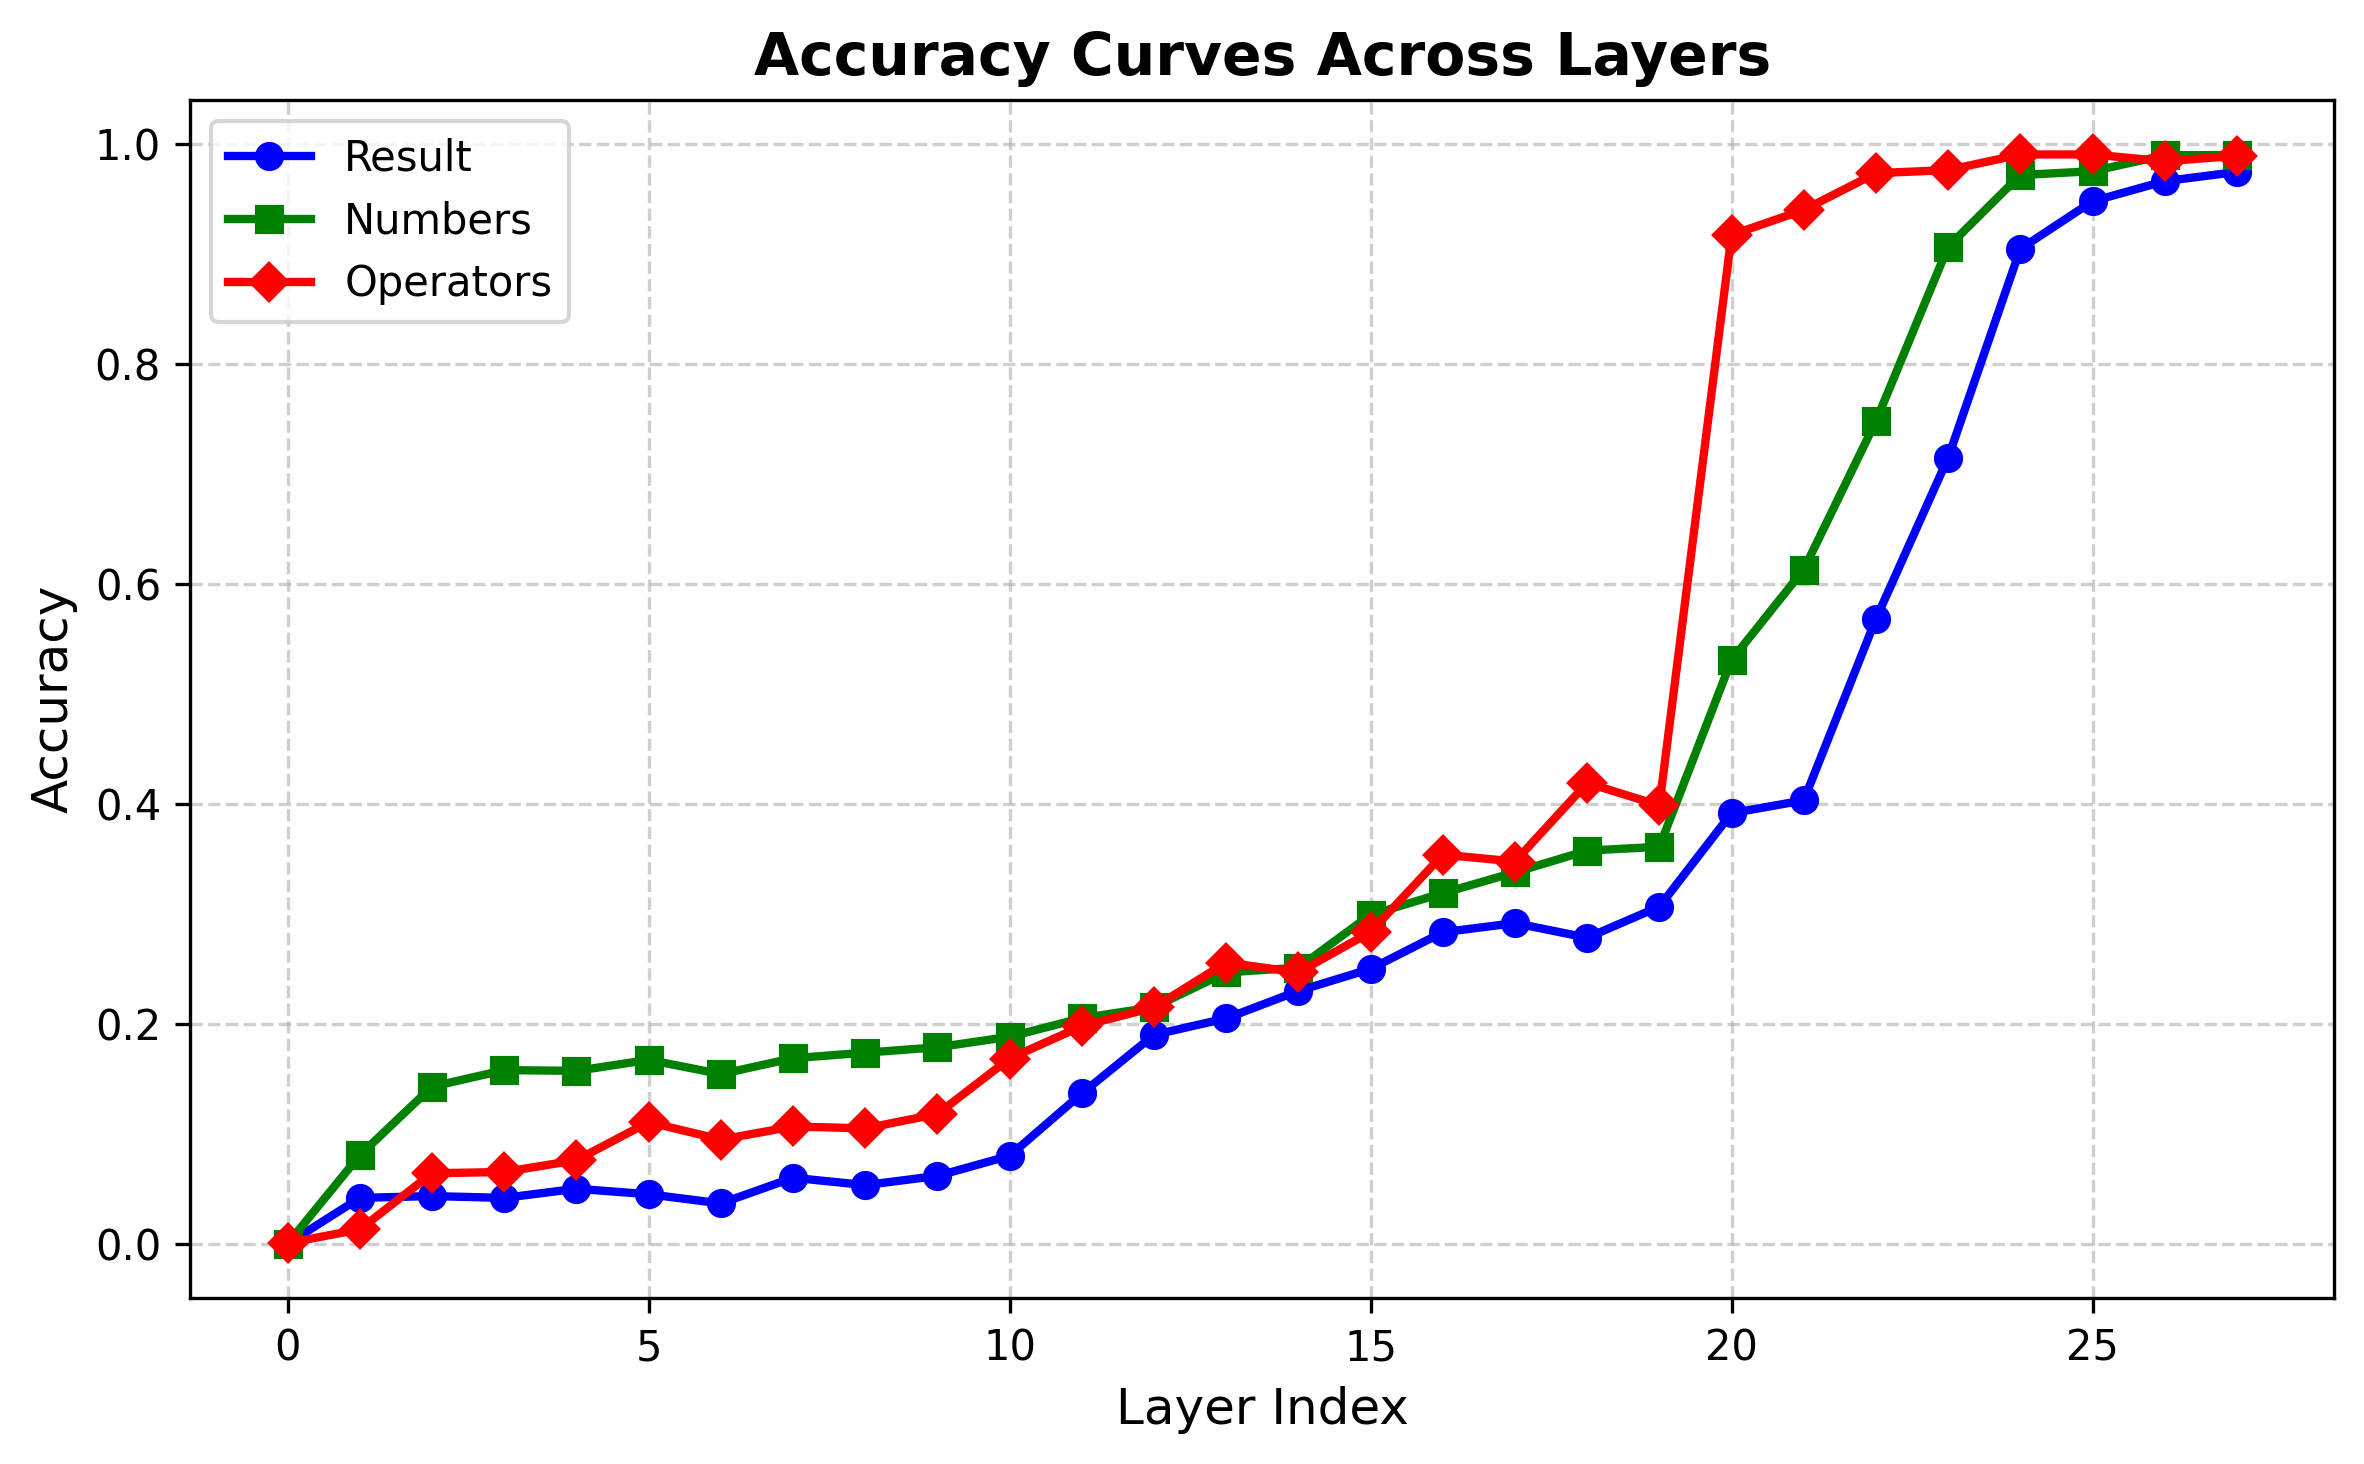 Accuracy Curves Across Layers
1.0
0.8
0.6
0.4
0.2
0.0
Accuracy
Result
Numbers
Operators
0 5 10 15 20 25
Layer Index